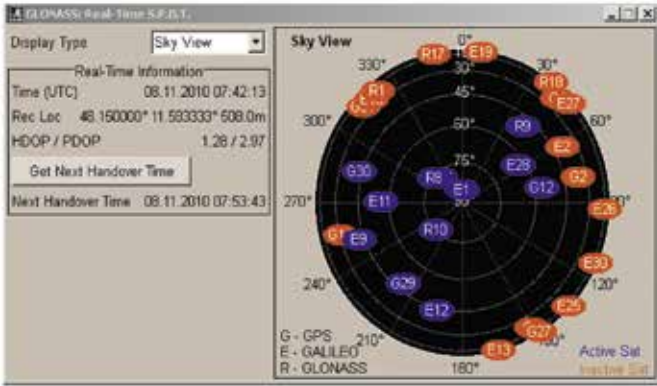 GLONASS: Real-Time S.P.O.T.
Display Type Sky View
Real-Time Information
Time (UTC) 08.11.2010 07:42:13
Rec Loc 48.150000° 11.583333° 508.0m
HDOP / PDOP 1.28 / 2.97
Get Next Handover Time
Next Handover Time 08.11.2010 07:53:43
Sky View
0°
R17
E19
330°
30°
30
R1
R18
E27
45
300°
60°
60
R9
E2
75
E28
G30
R8
G12
G2
E1
90
270°
E11
E26
R10
E9
E30
240°
120°
G29
E12
E25
G27
210°
E13
180°
G - GPS
E - GALILEO
R - GLONASS
Active Sat
Inactive Sat